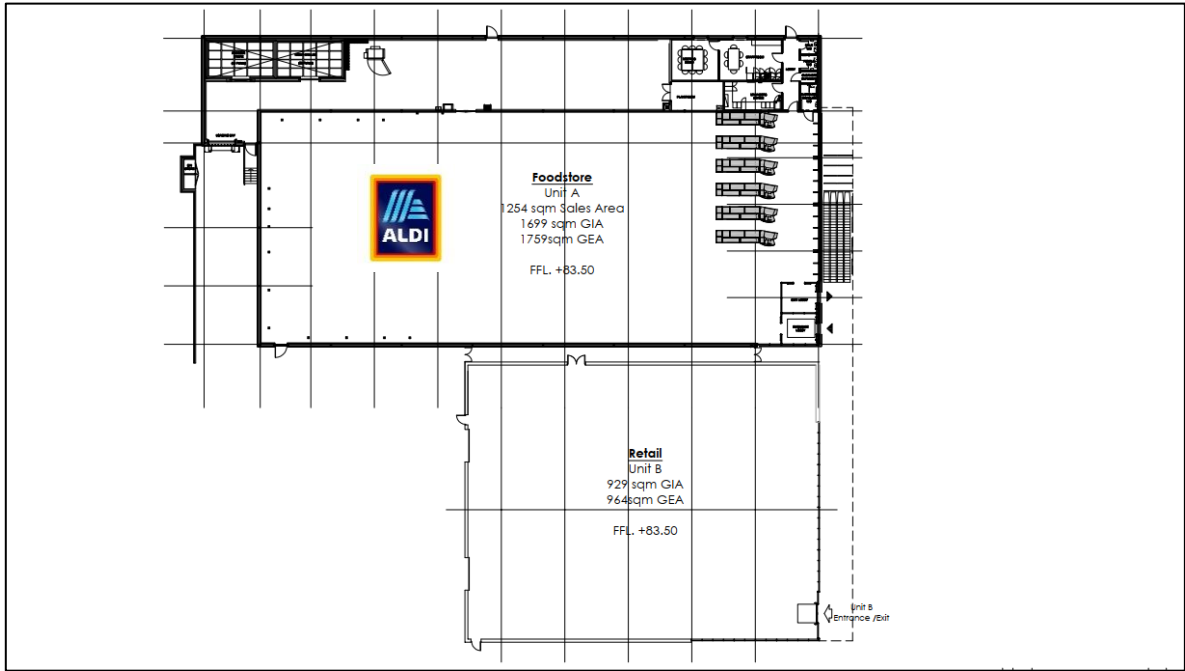 Foodstore
Unit A
1254 sqm Sales Area
1699 sqm GIA
1759sqm GEA
FFL. +83.50
ALDI
Retail
Unit B
929 sqm GIA
964sqm GEA
FFL. +83.50
Unit B
Entrance /Exit